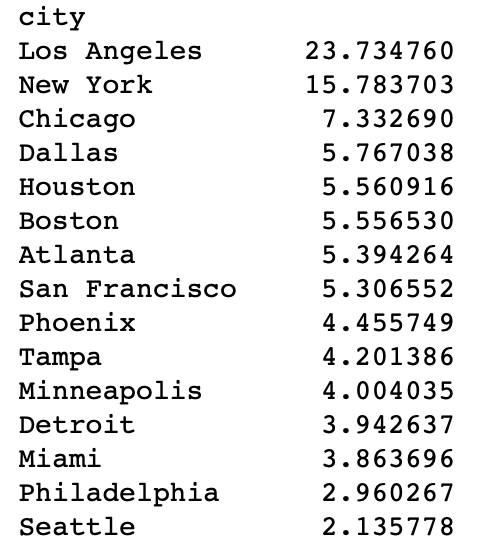 city
Los Angeles 23.734760
New York 15.783703
Chicago 7.332690
Dallas 5.767038
Houston 5.560916
Boston 5.556530
Atlanta 5.394264
San Francisco 5.306552
Phoenix 4.455749
Tampa 4.201386
Minneapolis 4.004035
Detroit 3.942637
Miami 3.863696
Philadelphia 2.960267
Seattle 2.135778